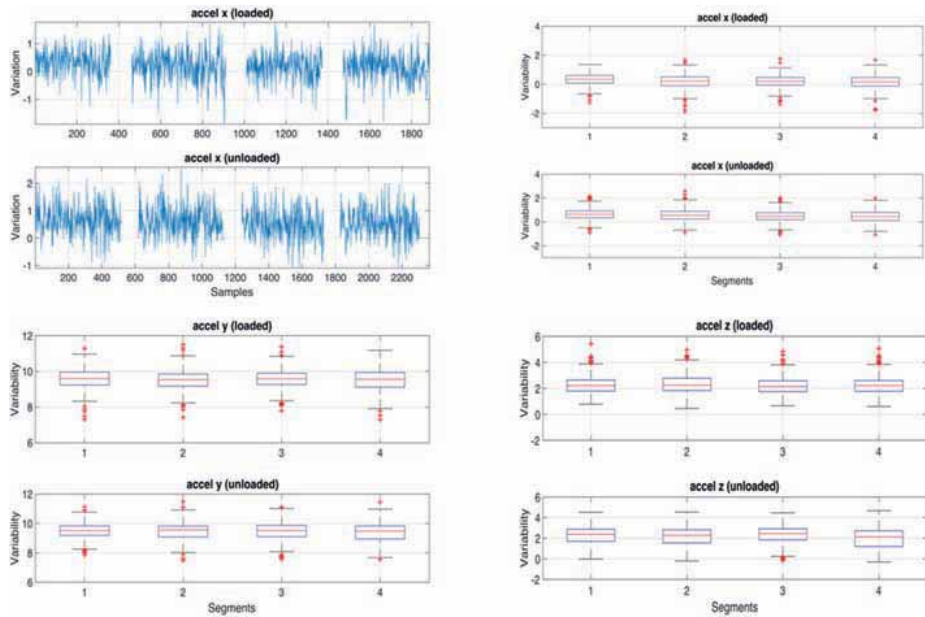 accel x (loaded)
Variation
1
0
-1
200 400 600 800 1000 1200 1400 1600 1800
accel x (unloaded)
Variation
2
1
0
-1
200 400 600 800 1000 1200 1400 1600 1800 2000 2200
Samples
accel x (loaded)
Variability
4
2
0
-2
1 2 3 4
accel x (unloaded)
Variability
4
2
0
-2
1 2 3 4
Segments
accel y (loaded)
Variability
12
10
8
6
1 2 3 4
accel y (unloaded)
Variability
12
10
8
6
1 2 3 4
Segments
accel z (loaded)
Variability
6
4
2
0
-2
1 2 3 4
accel z (unloaded)
Variability
6
4
2
0
-2
1 2 3 4
Segments